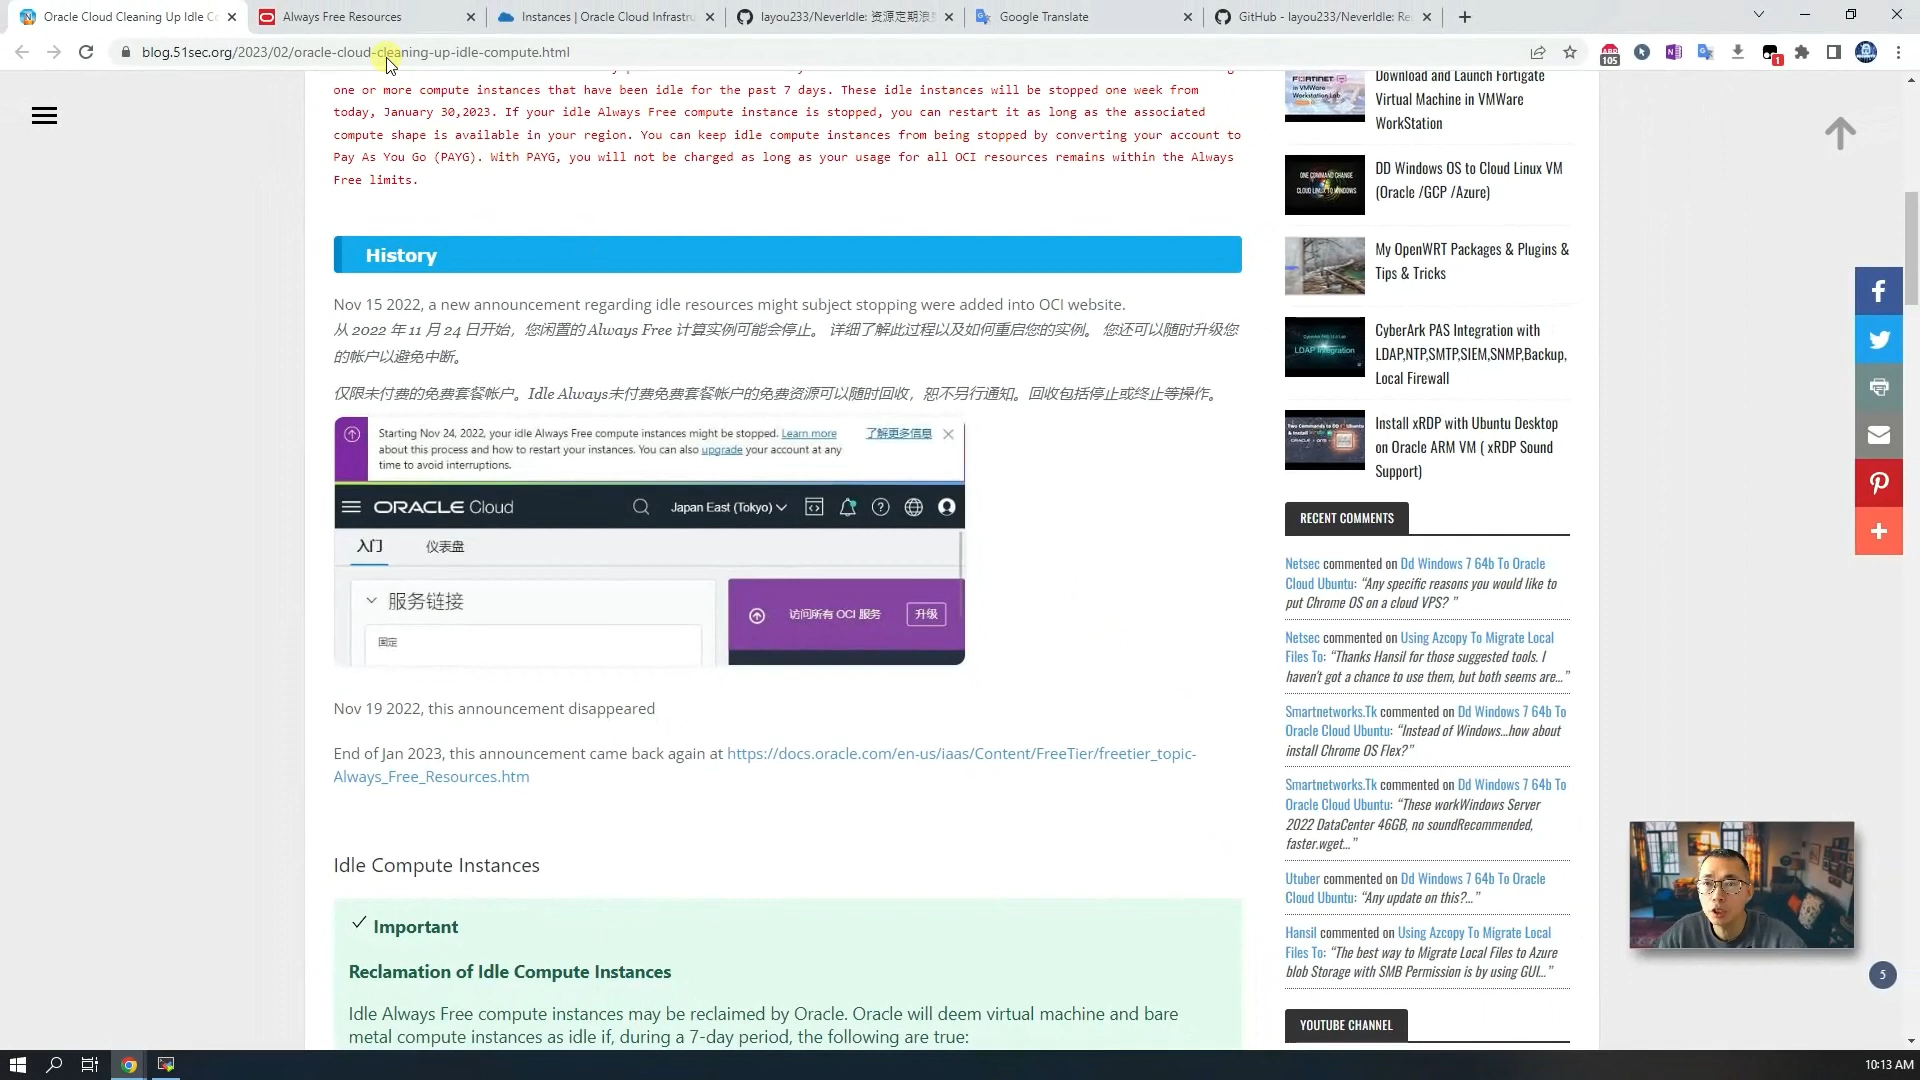 Oracle Cloud Cleaning Up Idle Co
Always Free Resources
Instances | Oracle Cloud Infrastru
layou233/NeverIdle: 资源定期浪
Google Translate
GitHub - layou233/NeverIdle: Re
blog.51sec.org/2023/02/oracle-cloud-cleaning-up-idle-compute.html
105
1
one or more compute instances that have been idle for the past 7 days. These idle instances will be stopped one week from
today, January 30,2023. If your idle Always Free compute instance is stopped, you can restart it as long as the associated
compute shape is available in your region. You can keep idle compute instances from being stopped by converting your account to
Pay As You Go (PAYG). With PAYG, you will not be charged as long as your usage for all OCI resources remains within the Always
Free limits.
History
Nov 15 2022, a new announcement regarding idle resources might subject stopping were added into OCI website.
从 2022 年 11 月 24 日开始，您闲置的 Always Free 计算实例可能会停止。 详细了解此过程以及如何重启您的实例。 您还可以随时升级您
的帐户以避免中断。
仅限未付费的免费套餐帐户。Idle Always未付费免费套餐帐户的免费资源可以随时回收，恕不另行通知。回收包括停止或终止等操作。
Starting Nov 24, 2022, your idle Always Free compute instances might be stopped. Learn more
about this process and how to restart your instances. You can also upgrade your account at any
time to avoid interruptions.
了解更多信息
ORACLE Cloud
Japan East (Tokyo)
入门
仪表盘
服务链接
固定
访问所有 OCI 服务
升级
Nov 19 2022, this announcement disappeared
End of Jan 2023, this announcement came back again at https://docs.oracle.com/en-us/iaas/Content/FreeTier/freetier_topic-
Always_Free_Resources.htm
Idle Compute Instances
Important
Reclamation of Idle Compute Instances
Idle Always Free compute instances may be reclaimed by Oracle. Oracle will deem virtual machine and bare
metal compute instances as idle if, during a 7-day period, the following are true:
Download and Launch Fortigate
Virtual Machine in VMWare
WorkStation
DD Windows OS to Cloud Linux VM
(Oracle /GCP /Azure)
My OpenWRT Packages & Plugins &
Tips & Tricks
CyberArk PAS Integration with
LDAP,NTP,SMTP,SIEM,SNMP,Backup,
Local Firewall
Install xRDP with Ubuntu Desktop
on Oracle ARM VM ( xRDP Sound
Support)
RECENT COMMENTS
Netsec commented on Dd Windows 7 64b To Oracle
Cloud Ubuntu: “Any specific reasons you would like to
put Chrome OS on a cloud VPS? ”
Netsec commented on Using Azcopy To Migrate Local
Files To: “Thanks Hansil for those suggested tools. I
haven't got a chance to use them, but both seems are...”
Smartnetworks.Tk commented on Dd Windows 7 64b To
Oracle Cloud Ubuntu: “Instead of Windows...how about
install Chrome OS Flex?”
Smartnetworks.Tk commented on Dd Windows 7 64b To
Oracle Cloud Ubuntu: “These workWindows Server
2022 DataCenter 46GB, no soundRecommended,
faster.wget...”
Utuber commented on Dd Windows 7 64b To Oracle
Cloud Ubuntu: “Any update on this?...”
Hansil commented on Using Azcopy To Migrate Local
Files To: “The best way to Migrate Local Files to Azure
blob Storage with SMB Permission is by using GUI...”
YOUTUBE CHANNEL
5
10:13 AM